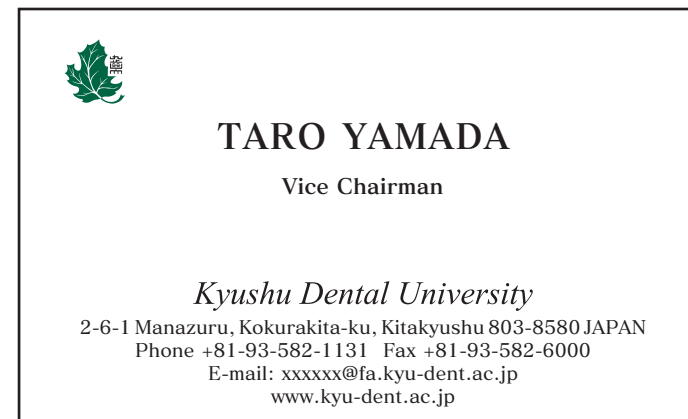 TARO YAMADA
Vice Chairman
Kyushu Dental University
2-6-1 Manazuru, Kokurakita-ku, Kitakyushu 803-8580 JAPAN
Phone +81-93-582-1131 Fax +81-93-582-6000
E-mail: xxxxxx@fa.kyu-dent.ac.jp
www.kyu-dent.ac.jp